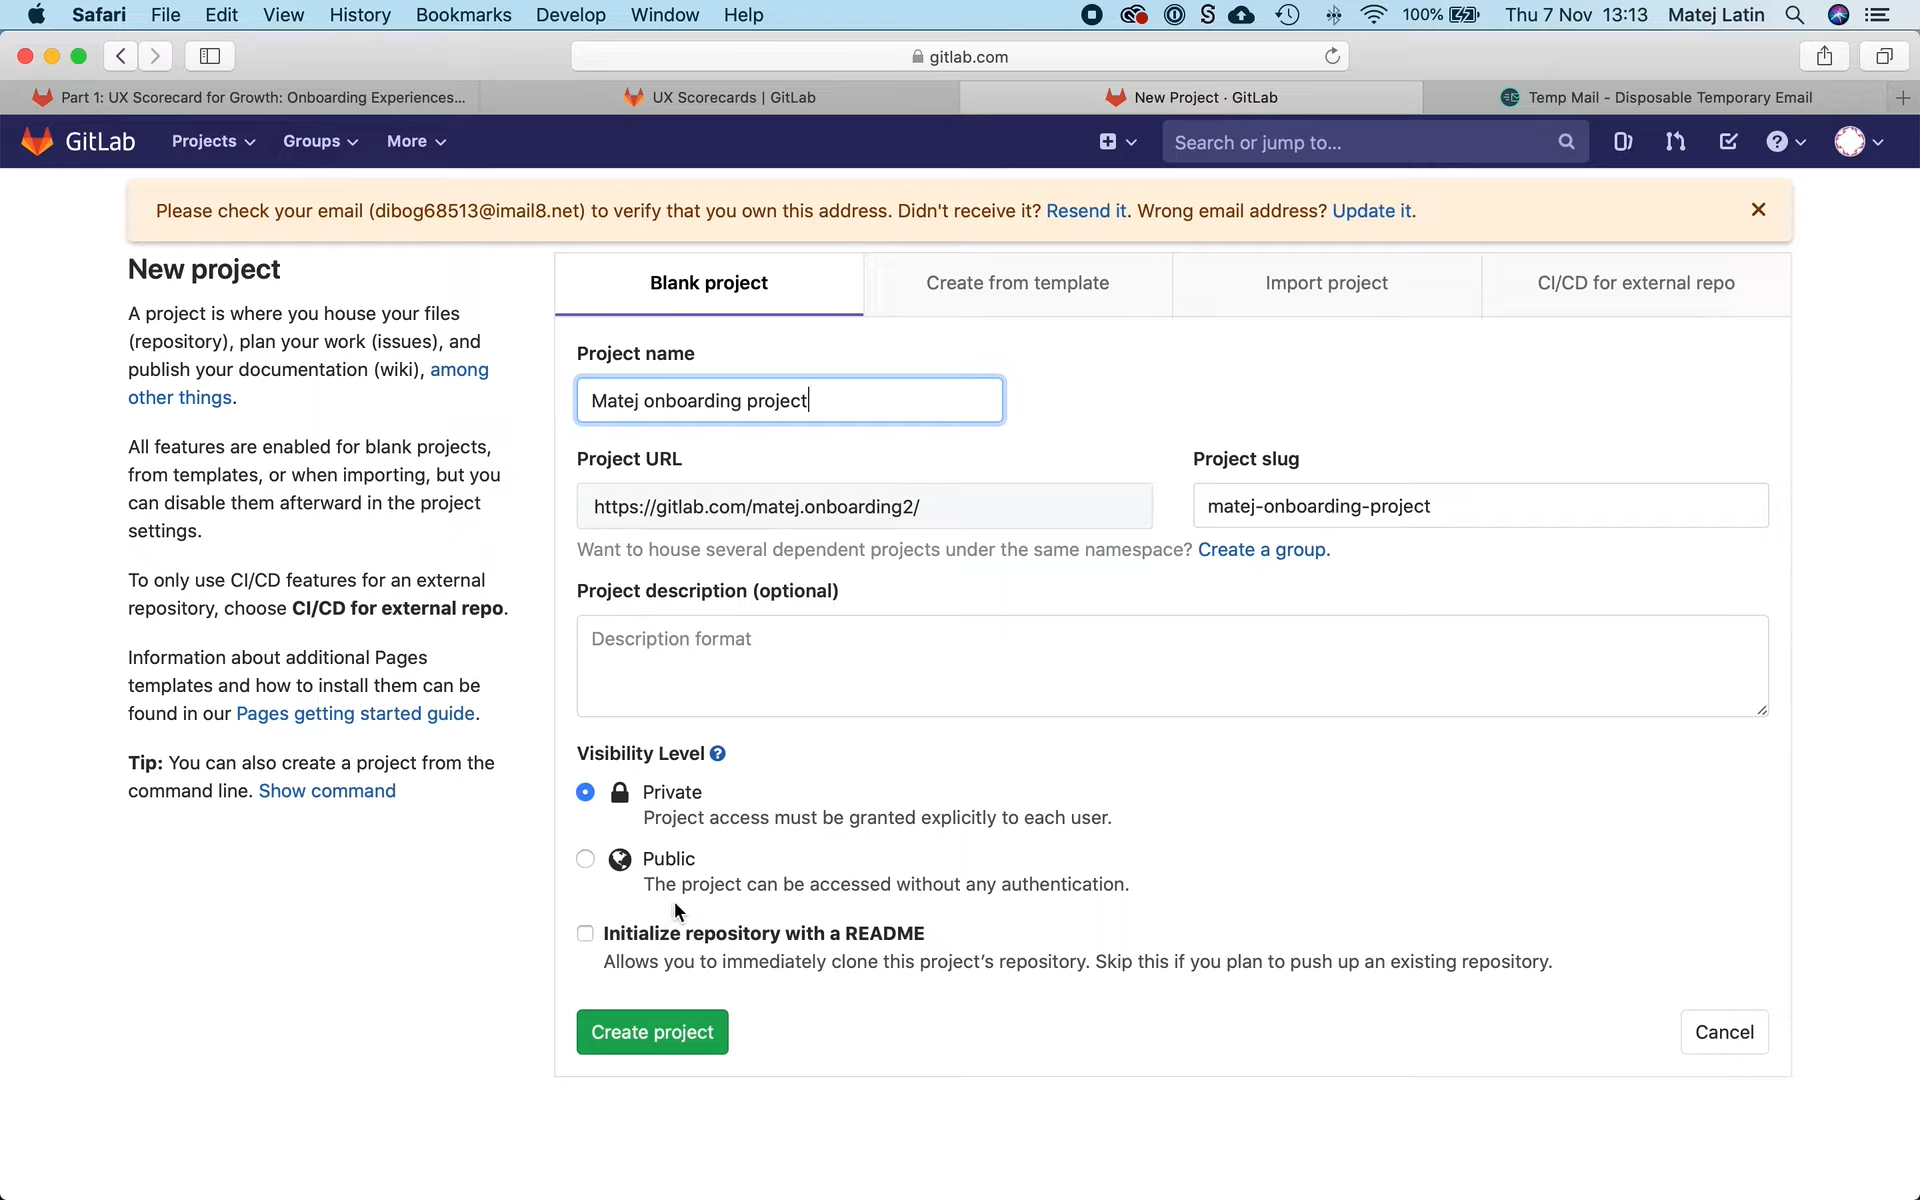 Safari File Edit View History Bookmarks Develop Window Help 100% Thu 7 Nov 13:13 Matej Latin
gitlab.com
Part 1: UX Scorecard for Growth: Onboarding Experiences... UX Scorecards | GitLab New Project · GitLab Temp Mail - Disposable Temporary Email
GitLab Projects Groups More Search or jump to...
Please check your email (dibog68513@imail8.net) to verify that you own this address. Didn't receive it? Resend it. Wrong email address? Update it.
New project
A project is where you house your files
(repository), plan your work (issues), and
publish your documentation (wiki), among
other things.
All features are enabled for blank projects,
from templates, or when importing, but you
can disable them afterward in the project
settings.
To only use CI/CD features for an external
repository, choose CI/CD for external repo.
Information about additional Pages
templates and how to install them can be
found in our Pages getting started guide.
Tip: You can also create a project from the
command line. Show command
Blank project Create from template Import project CI/CD for external repo
Project name
Matej onboarding project
Project URL Project slug
https://gitlab.com/matej.onboarding2/ matej-onboarding-project
Want to house several dependent projects under the same namespace? Create a group.
Project description (optional)
Description format
Visibility Level
Private
Project access must be granted explicitly to each user.
Public
The project can be accessed without any authentication.
Initialize repository with a README
Allows you to immediately clone this project's repository. Skip this if you plan to push up an existing repository.
Create project Cancel